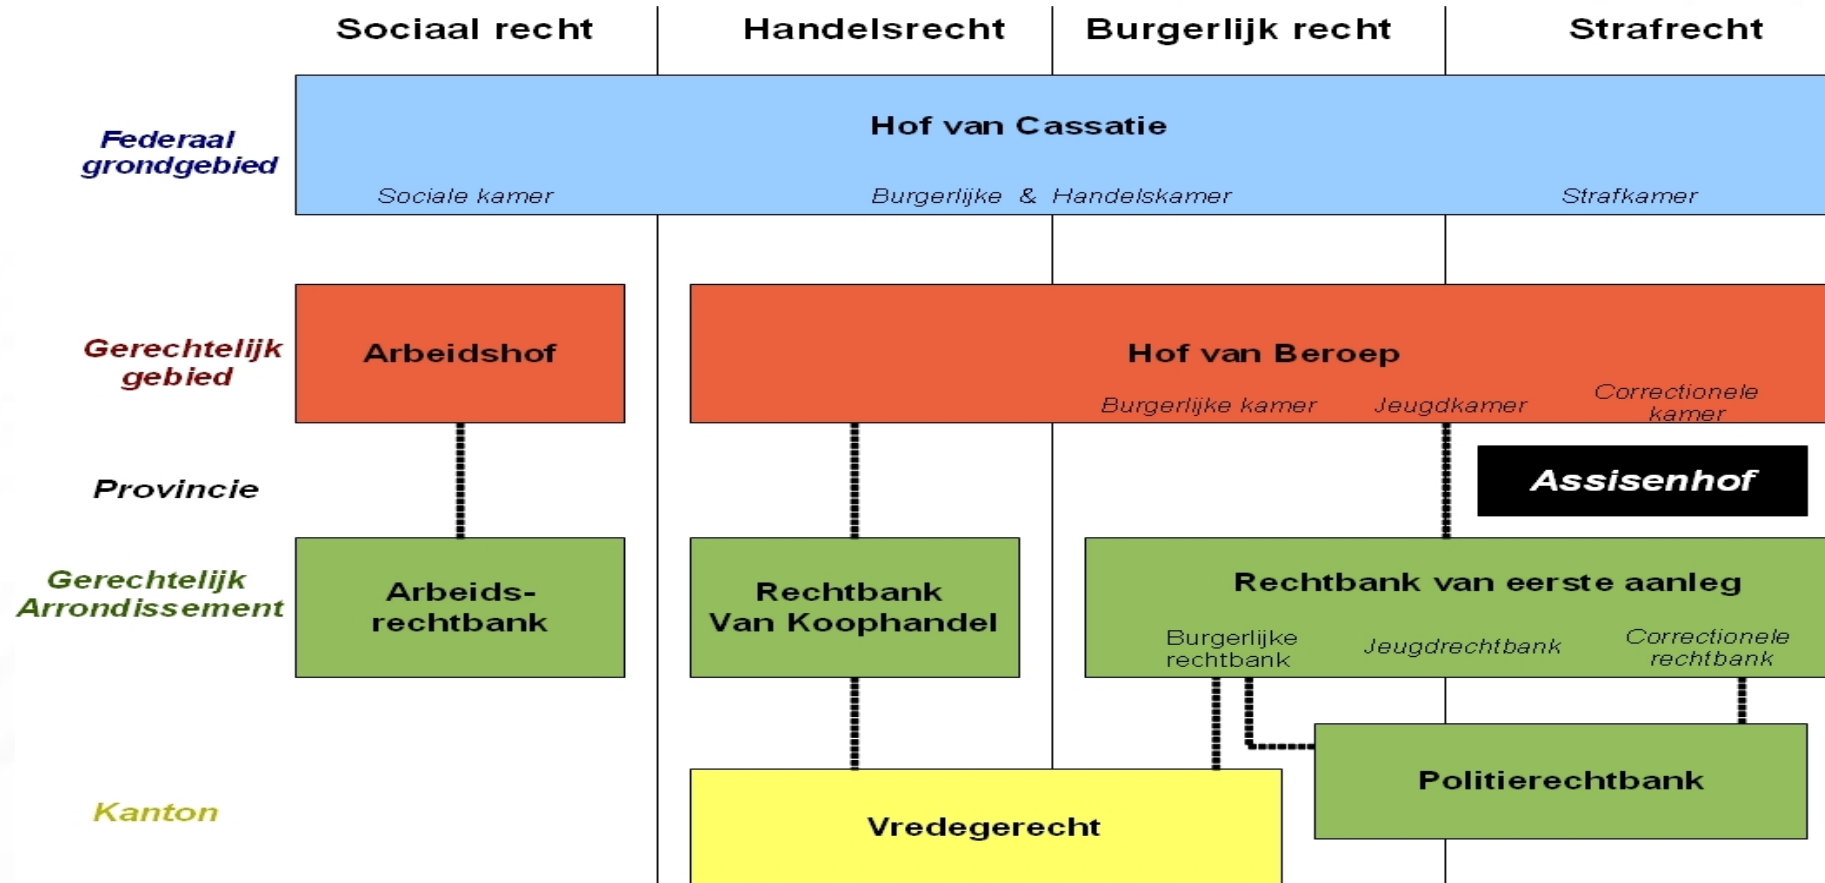 Sociaal recht
Handelsrecht
Burgerlijk recht
Strafrecht
Federaal
grondgebied
Hof van Cassatie
Sociale kamer
Burgerlijke & Handelskamer
Strafkamer
Gerechtelijk
gebied
Arbeidshof
Hof van Beroep
Burgerlijke kamer
Jeugdkamer
Correctionele
kamer
Provincie
Assisenhof
Gerechtelijk
Arrondissement
Arbeids-
rechtbank
Rechtbank
Van Koophandel
Rechtbank van eerste aanleg
Burgerlijke
rechtbank
Jeugdrechtbank
Correctionele
rechtbank
Politierechtbank
Kanton
Vredegerecht